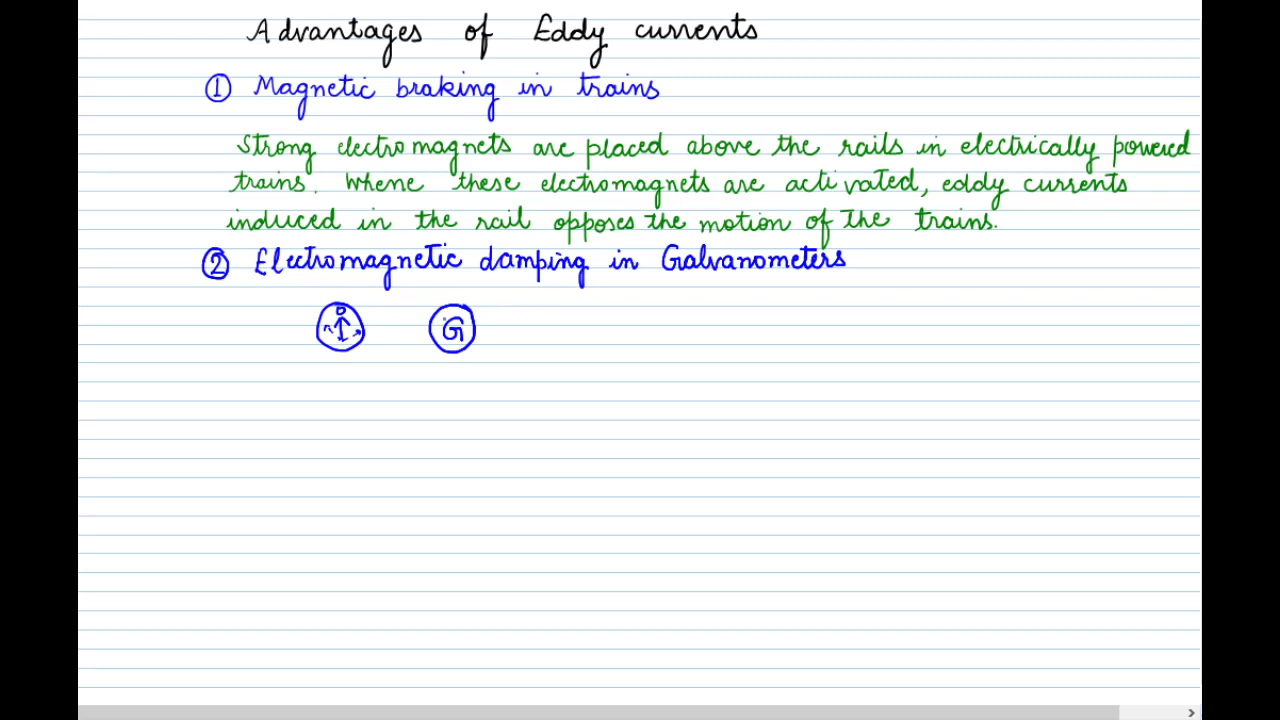 Advantages of Eddy currents
① Magnetic braking in trains
Strong electromagnets are placed above the rails in electrically powered
trains. Whene these electromagnets are activated, eddy currents
induced in the rail opposes the motion of the trains.
② Electromagnetic damping in Galvanometers
0 G